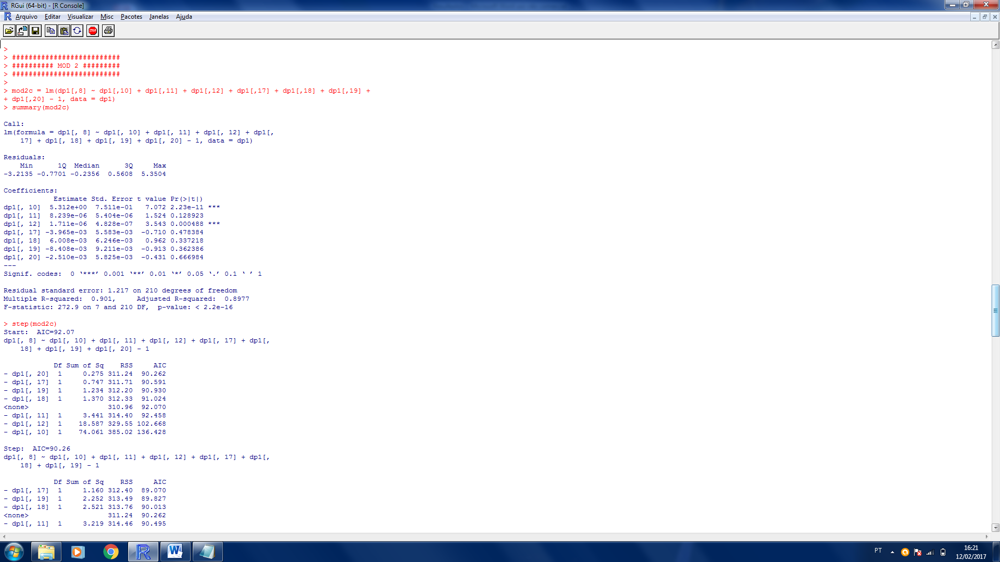 RGui (64-bit) - [R Console]
Arquivo Editar Visualizar Misc Pacotes Janelas Ajuda
STOP
>
> ##########################
> ########## MOD 2 #########
> ##########################
>
> mod2c = lm(dp1[,8] ~ dp1[,10] + dp1[,11] + dp1[,12] + dp1[,17] + dp1[,18] + dp1[,19] +
+ dp1[,20] - 1, data = dp1)
> summary(mod2c)
Call:
lm(formula = dp1[, 8] ~ dp1[, 10] + dp1[, 11] + dp1[, 12] + dp1[,
    17] + dp1[, 18] + dp1[, 19] + dp1[, 20] - 1, data = dp1)
Residuals:
    Min      1Q  Median      3Q     Max
-3.2135 -0.7701 -0.2356  0.5608  5.3504
Coefficients:
            Estimate Std. Error t value Pr(>|t|)
dp1[, 10]  5.312e+00  7.511e-01   7.072 2.23e-11 ***
dp1[, 11]  8.239e-06  5.404e-06   1.524 0.128923
dp1[, 12]  1.711e-06  4.828e-07   3.543 0.000488 ***
dp1[, 17] -3.965e-03  5.583e-03  -0.710 0.478384
dp1[, 18]  6.008e-03  6.246e-03   0.962 0.337218
dp1[, 19] -8.408e-03  9.211e-03  -0.913 0.362386
dp1[, 20] -2.510e-03  5.825e-03  -0.431 0.666984
---
Signif. codes:  0 ‘***’ 0.001 ‘**’ 0.01 ‘*’ 0.05 ‘.’ 0.1 ‘ ’ 1
Residual standard error: 1.217 on 210 degrees of freedom
Multiple R-squared:  0.901,     Adjusted R-squared:  0.8977
F-statistic: 272.9 on 7 and 210 DF,  p-value: < 2.2e-16
> step(mod2c)
Start:  AIC=92.07
dp1[, 8] ~ dp1[, 10] + dp1[, 11] + dp1[, 12] + dp1[, 17] + dp1[,
    18] + dp1[, 19] + dp1[, 20] - 1
            Df Sum of Sq    RSS     AIC
- dp1[, 20]  1     0.275 311.24  90.262
- dp1[, 17]  1     0.747 311.71  90.591
- dp1[, 19]  1     1.234 312.20  90.930
- dp1[, 18]  1     1.370 312.33  91.024
<none>                   310.96  92.070
- dp1[, 11]  1     3.441 314.40  92.458
- dp1[, 12]  1    18.587 329.55 102.668
- dp1[, 10]  1    74.061 385.02 136.428
Step:  AIC=90.26
dp1[, 8] ~ dp1[, 10] + dp1[, 11] + dp1[, 12] + dp1[, 17] + dp1[,
    18] + dp1[, 19] - 1
            Df Sum of Sq    RSS     AIC
- dp1[, 17]  1     1.160 312.40  89.070
- dp1[, 19]  1     2.252 313.49  89.827
- dp1[, 18]  1     2.521 313.76  90.013
<none>                   311.24  90.262
- dp1[, 11]  1     3.219 314.46  90.495
PT
16:21
12/02/2017